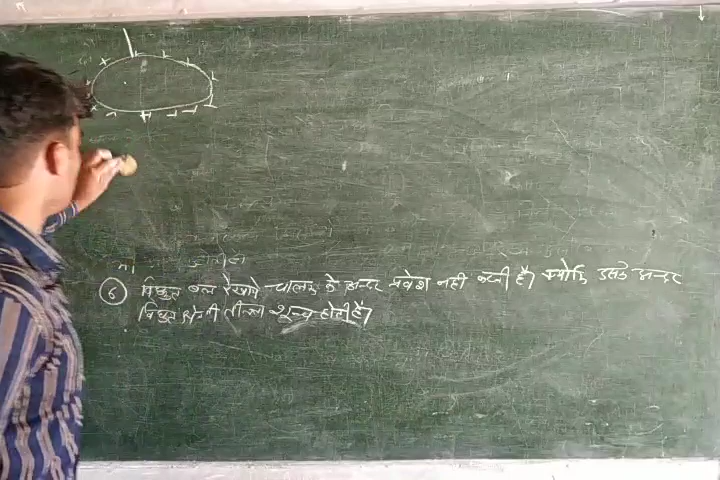 (6) विद्युत बल रेखाये चालक के अन्दर प्रवेश नही करती है। क्योंकि उसके अन्दर
विद्युत क्षेत्र की तीव्रता शून्य होती है।